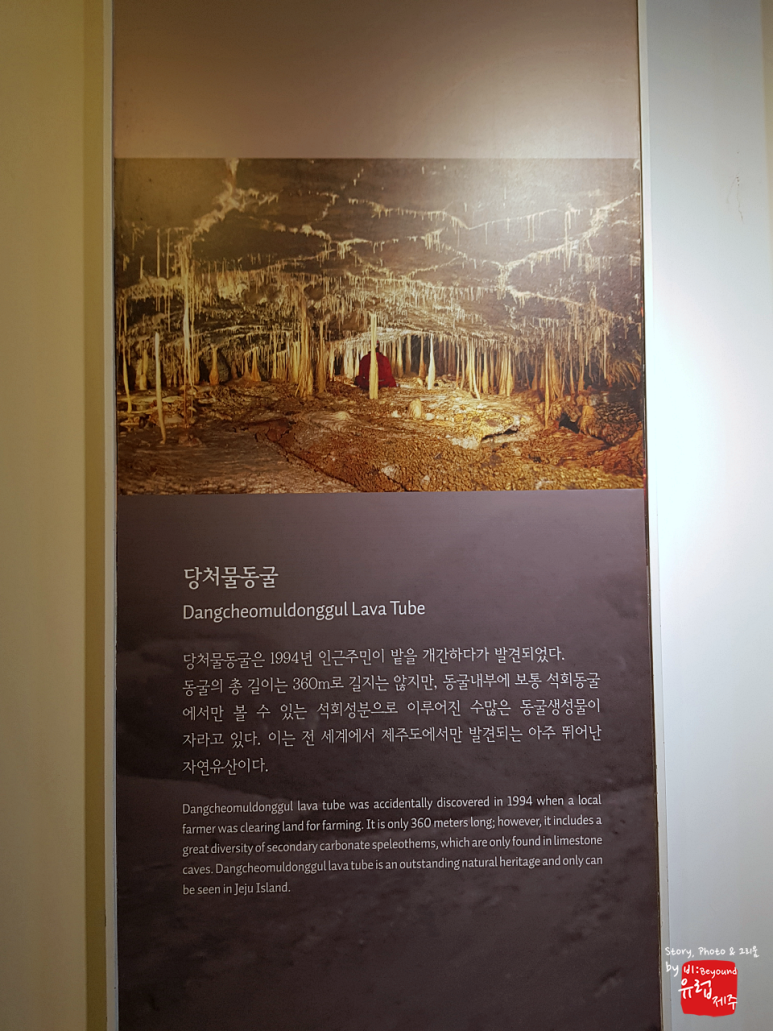 당처물동굴
Dangcheomuldonggul Lava Tube
당처물동굴은 1994년 인근주민이 밭을 개간하다가 발견되었다.
동굴의 총 길이는 360m로 길지는 않지만, 동굴내부에 보통 석회동굴
에서만 볼 수 있는 석회성분으로 이루어진 수많은 동굴생성물이
자라고 있다. 이는 전 세계에서 제주도에서만 발견되는 아주 뛰어난
자연유산이다.
Dangcheomuldonggul lava tube was accidentally discovered in 1994 when a local
farmer was clearing land for farming. It is only 360 meters long; however, it includes a
great diversity of secondary carbonate speleothems, which are only found in limestone
caves. Dangcheomuldonggul lava tube is an outstanding natural heritage and only can
be seen in Jeju Island.
Story, Photo & 그리움
by 비:Beyound
유럽
제주